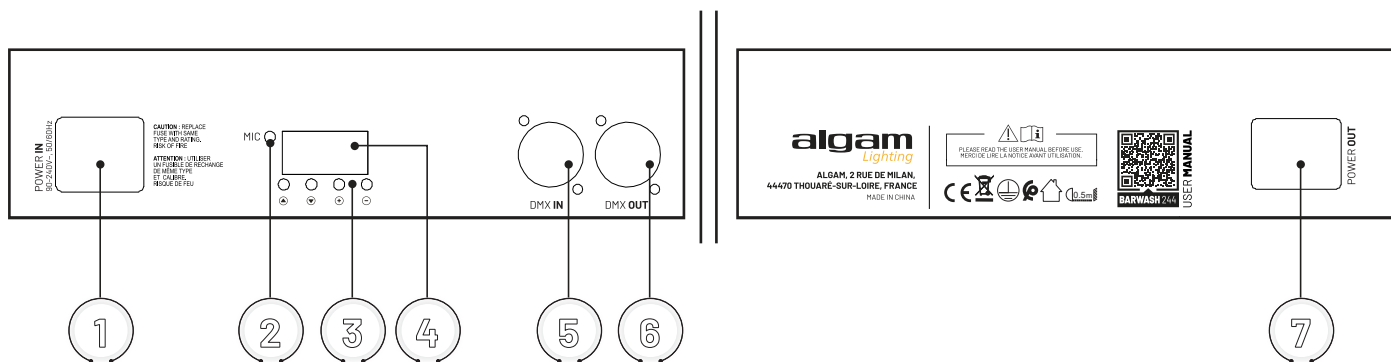 POWER IN
90-240V~, 50/60Hz
CAUTION : REPLACE
FUSE WITH SAME
TYPE AND RATING.
RISK OF FIRE
ATTENTION : UTILISER
UN FUSIBLE DE RECHANGE
DE MÊME TYPE
ET CALIBRE.
RISQUE DE FEU
MIC
DMX IN
DMX OUT
algam
Lighting
ALGAM, 2 RUE DE MILAN,
44470 THOUARÉ-SUR-LOIRE, FRANCE
MADE IN CHINA
PLEASE READ THE USER MANUAL BEFORE USE.
MERCI DE LIRE LA NOTICE AVANT UTILISATION.
CE
0.5m
BARWASH 244
USER MANUAL
POWER OUT
1
2
3
4
5
6
7